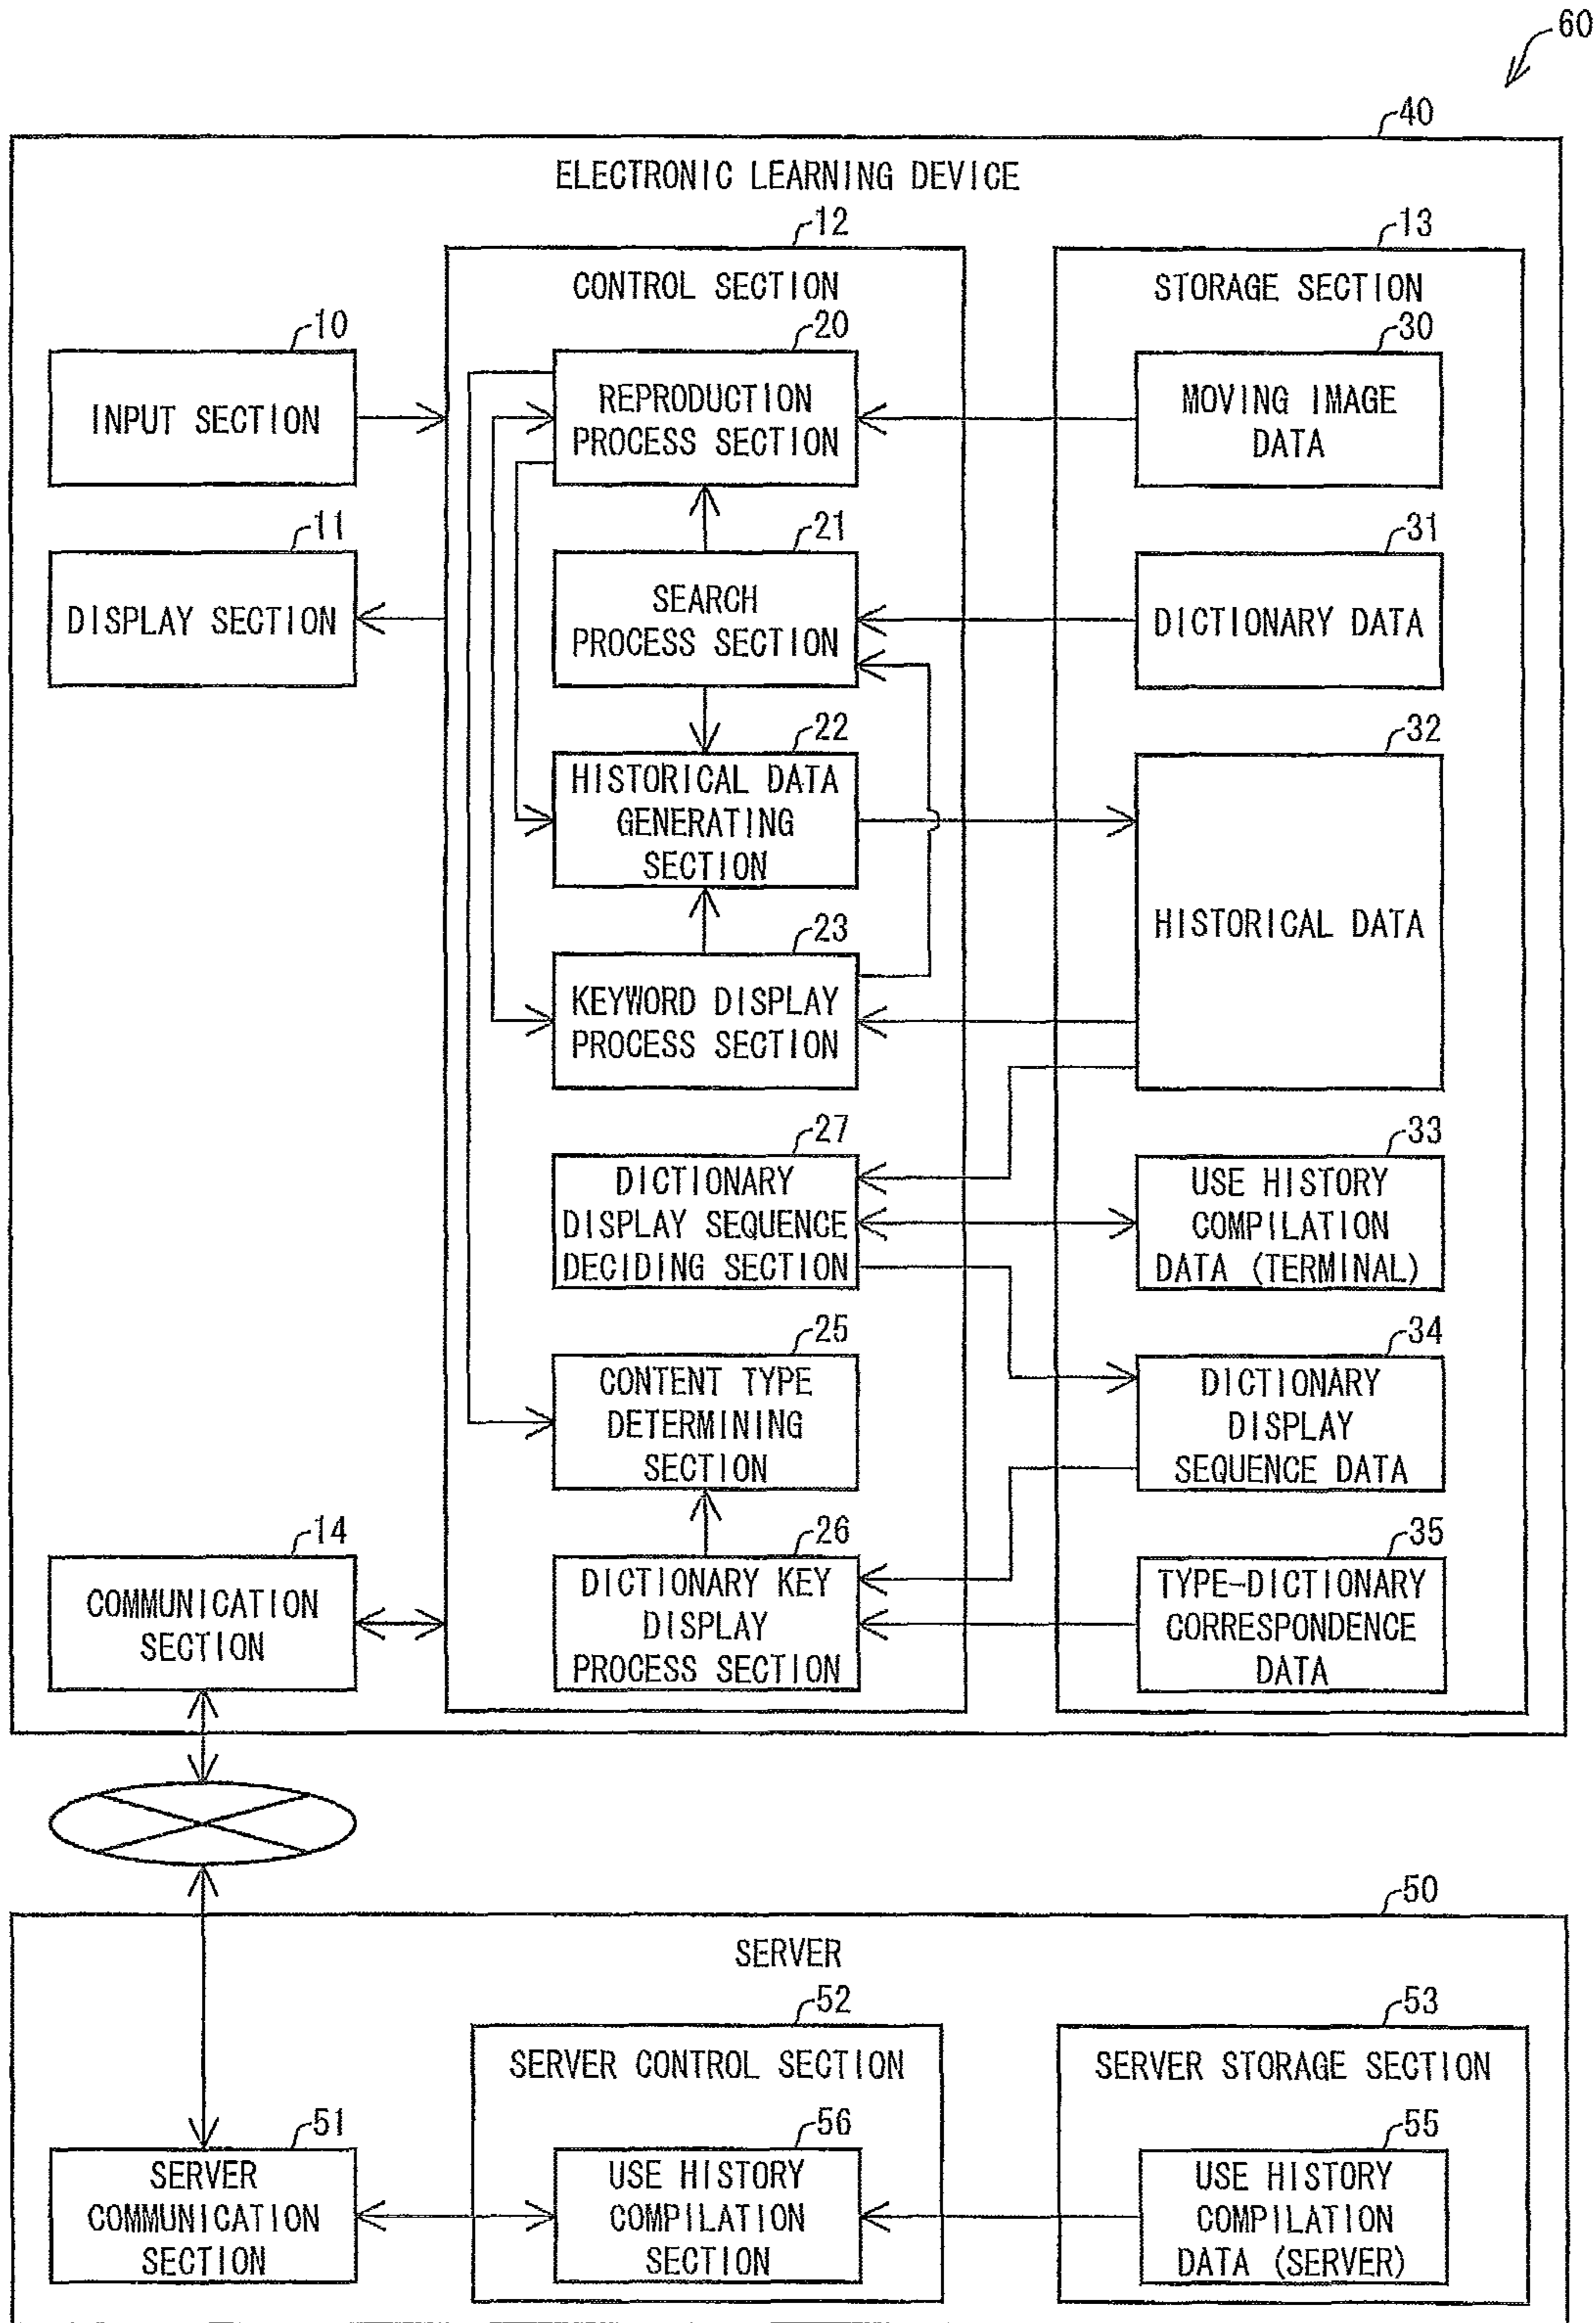 60
40
ELECTRONIC LEARNING DEVICE
12
CONTROL SECTION
13
STORAGE SECTION
10
INPUT SECTION
20
REPRODUCTION
PROCESS SECTION
30
MOVING IMAGE
DATA
11
DISPLAY SECTION
21
SEARCH
PROCESS SECTION
31
DICTIONARY DATA
22
HISTORICAL DATA
GENERATING
SECTION
32
HISTORICAL DATA
23
KEYWORD DISPLAY
PROCESS SECTION
27
DICTIONARY
DISPLAY SEQUENCE
DECIDING SECTION
33
USE HISTORY
COMPILATION
DATA (TERMINAL)
25
CONTENT TYPE
DETERMINING
SECTION
34
DICTIONARY
DISPLAY
SEQUENCE DATA
14
COMMUNICATION
SECTION
26
DICTIONARY KEY
DISPLAY
PROCESS SECTION
35
TYPE-DICTIONARY
CORRESPONDENCE
DATA
50
SERVER
52
SERVER CONTROL SECTION
53
SERVER STORAGE SECTION
51
SERVER
COMMUNICATION
SECTION
56
USE HISTORY
COMPILATION
SECTION
55
USE HISTORY
COMPILATION
DATA (SERVER)